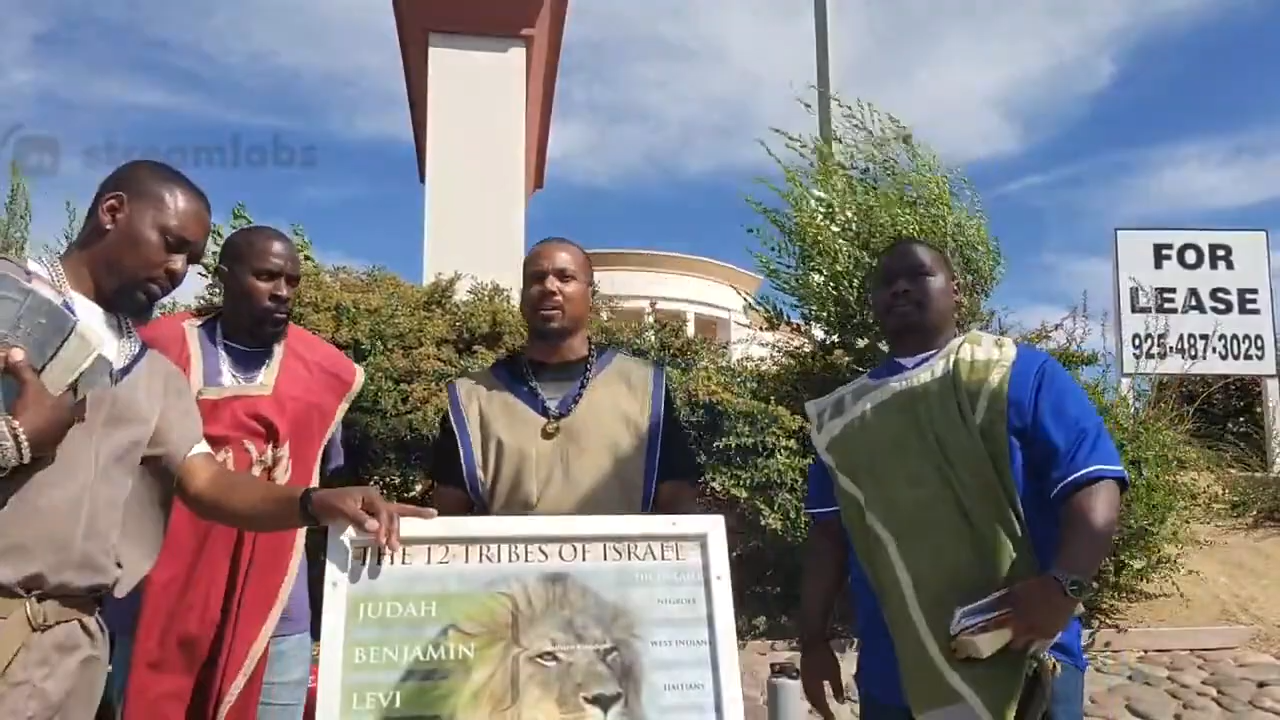 streamlabs
FOR
LEASE
925-487-3029
THE 12 TRIBES OF ISRAEL
JUDAH
NEGROES
BENJAMIN
WEST INDIANS
LEVI
HAITIANS